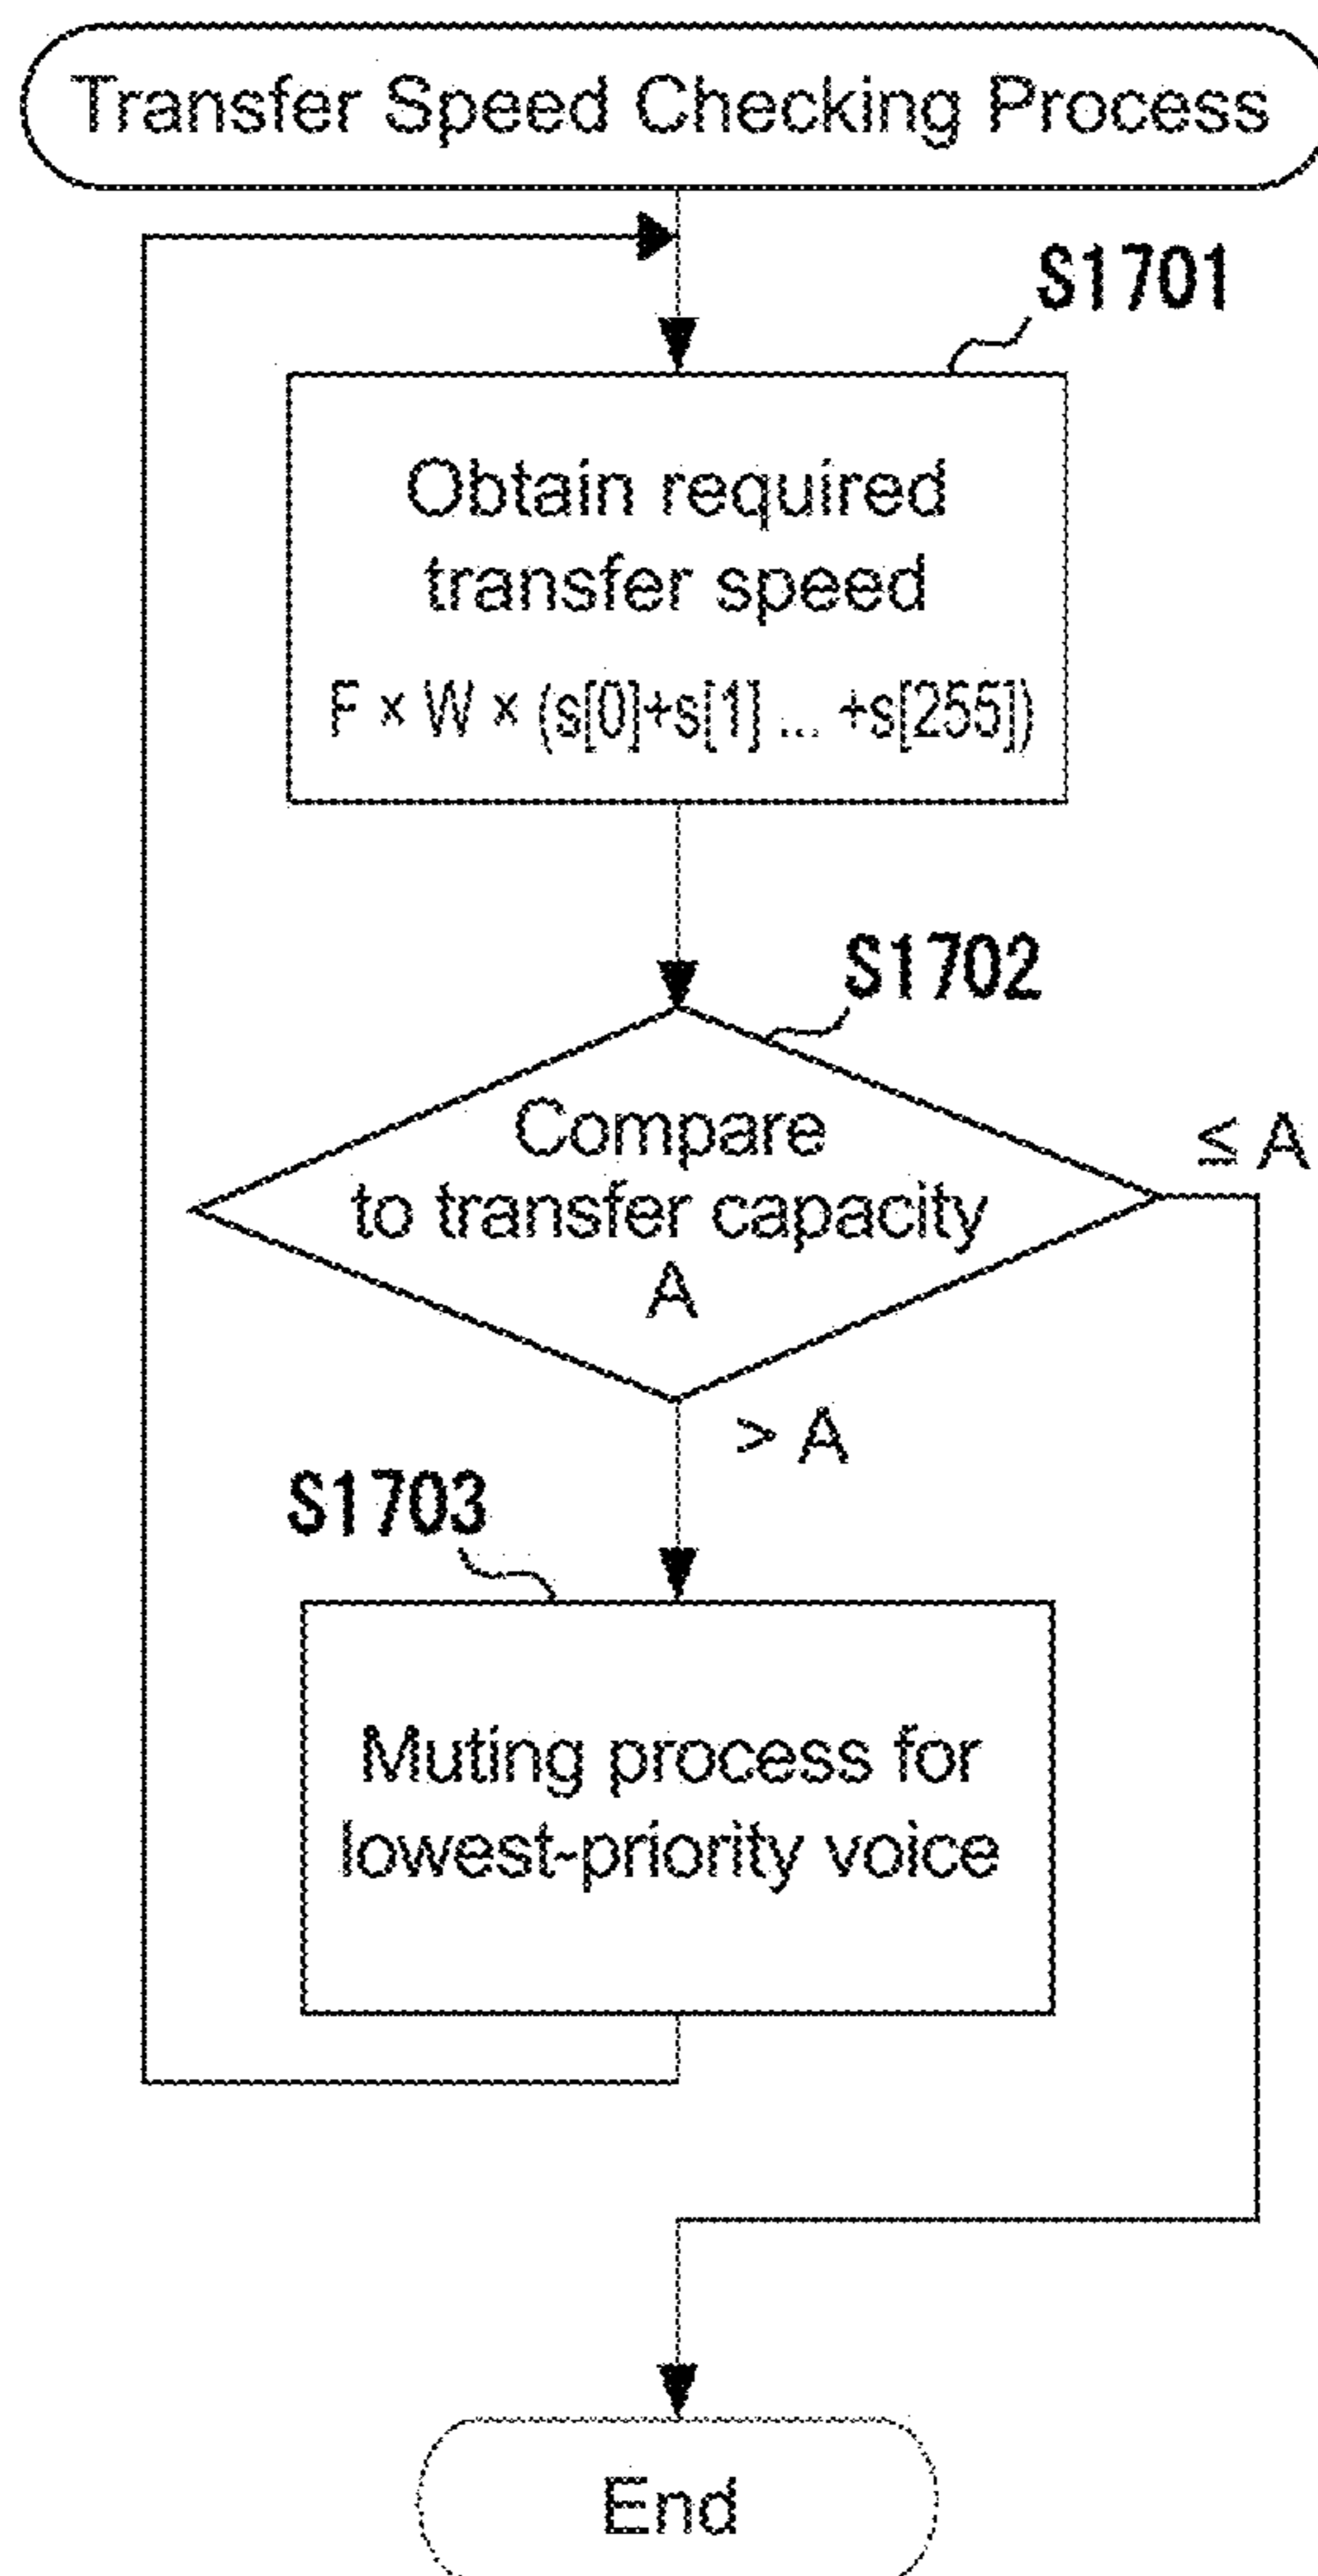 Transfer Speed Checking Process
S1701
Obtain required
transfer speed
F × W × (s[0]+s[1] ... +s[255])
S1702
Compare
to transfer capacity
A
≤ A
> A
S1703
Muting process for
lowest-priority voice
End